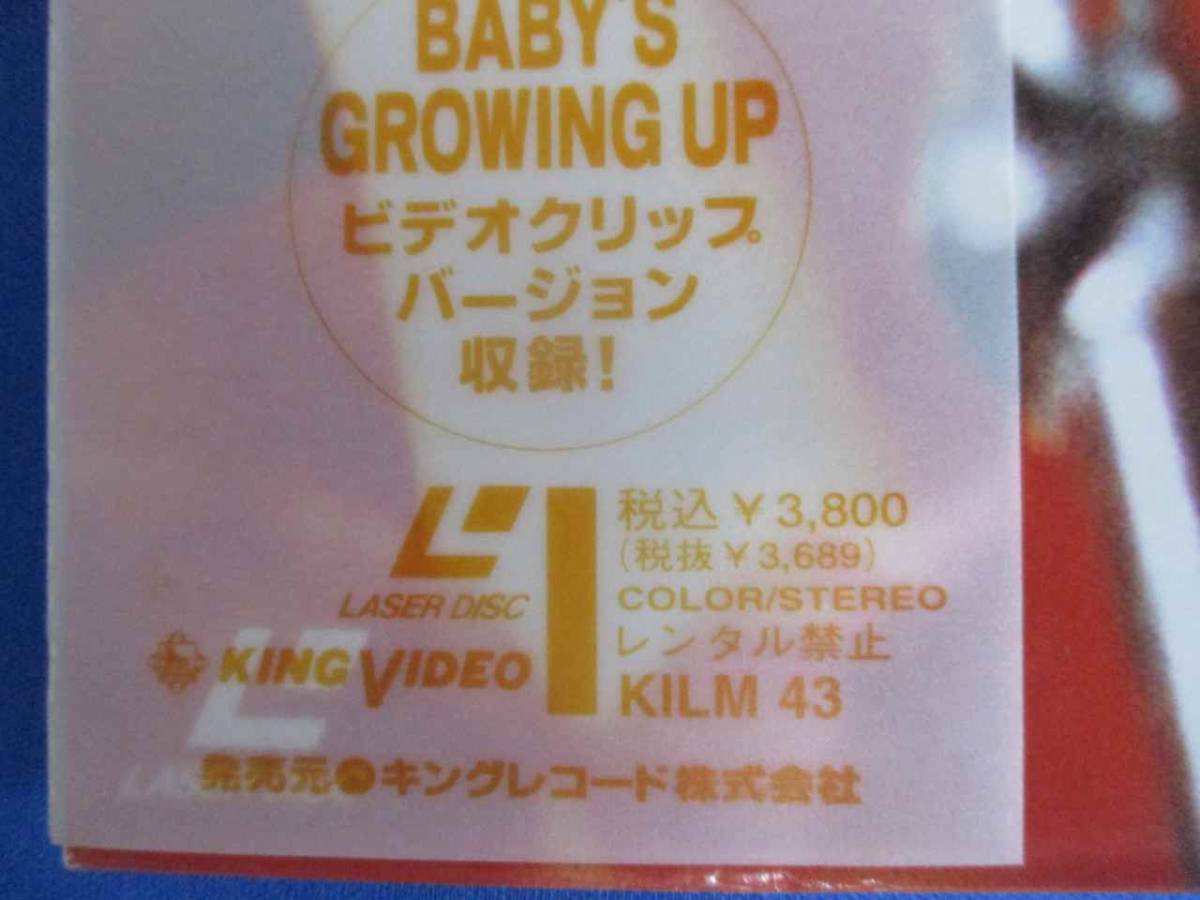 BABY'S
GROWING UP
ビデオクリップ
バージョン
収録!
LASER DISC
KING VIDEO
税込¥3,800
(税抜¥3,689)
COLOR/STEREO
レンタル禁止
KILM 43
発売元●キングレコード株式会社